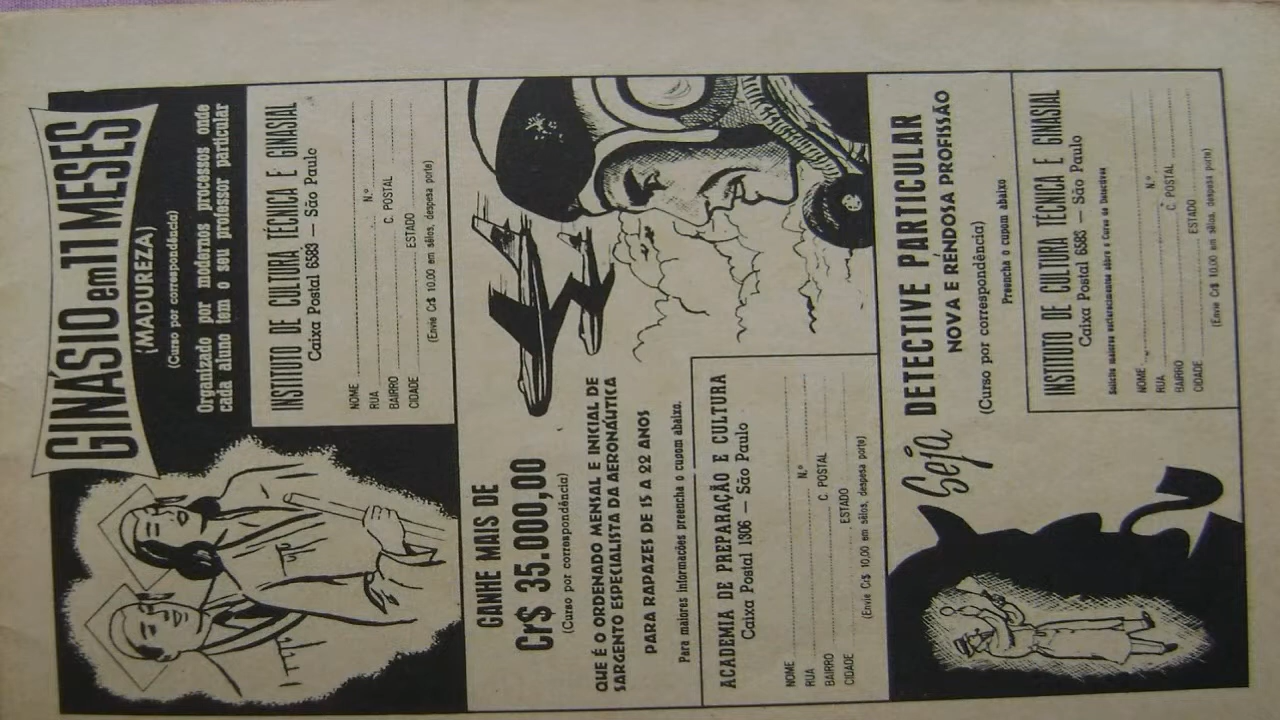 GINÁSIO em 11 MESES
(MADUREZA)
(Curso por correspondência)
Organizado por modernos processos onde
cada aluno tem o seu professor particular
INSTITUTO DE CULTURA TÉCNICA E GINASIAL
Caixa Postal 6583 — São Paulo
NOME
RUA N.º
BAIRRO C. POSTAL
CIDADE ESTADO
(Envie Cr$ 10,00 em sêlos, despesa porte)
GANHE MAIS DE
Cr$ 35.000,00
(Curso por correspondência)
QUE É O ORDENADO MENSAL E INICIAL DE
SARGENTO ESPECIALISTA DA AERONÁUTICA
PARA RAPAZES DE 15 A 22 ANOS
Para maiores informações preencha o cupom abaixo.
ACADEMIA DE PREPARAÇÃO E CULTURA
Caixa Postal 1306 — São Paulo
NOME
RUA N.º
BAIRRO C. POSTAL
CIDADE ESTADO
(Envie Cr$ 10,00 em sêlos, despesa porte)
Seja DETECTIVE PARTICULAR
NOVA E RENDOSA PROFISSÃO
(Curso por correspondência)
Preencha o cupom abaixo
INSTITUTO DE CULTURA TÉCNICA E GINASIAL
Caixa Postal 6583 — São Paulo
Solicite maiores esclarecimentos sôbre o Curso de Detectives
NOME
RUA N.º
BAIRRO C. POSTAL
CIDADE ESTADO
(Envie Cr$ 10,00 em sêlos, despesa porte)